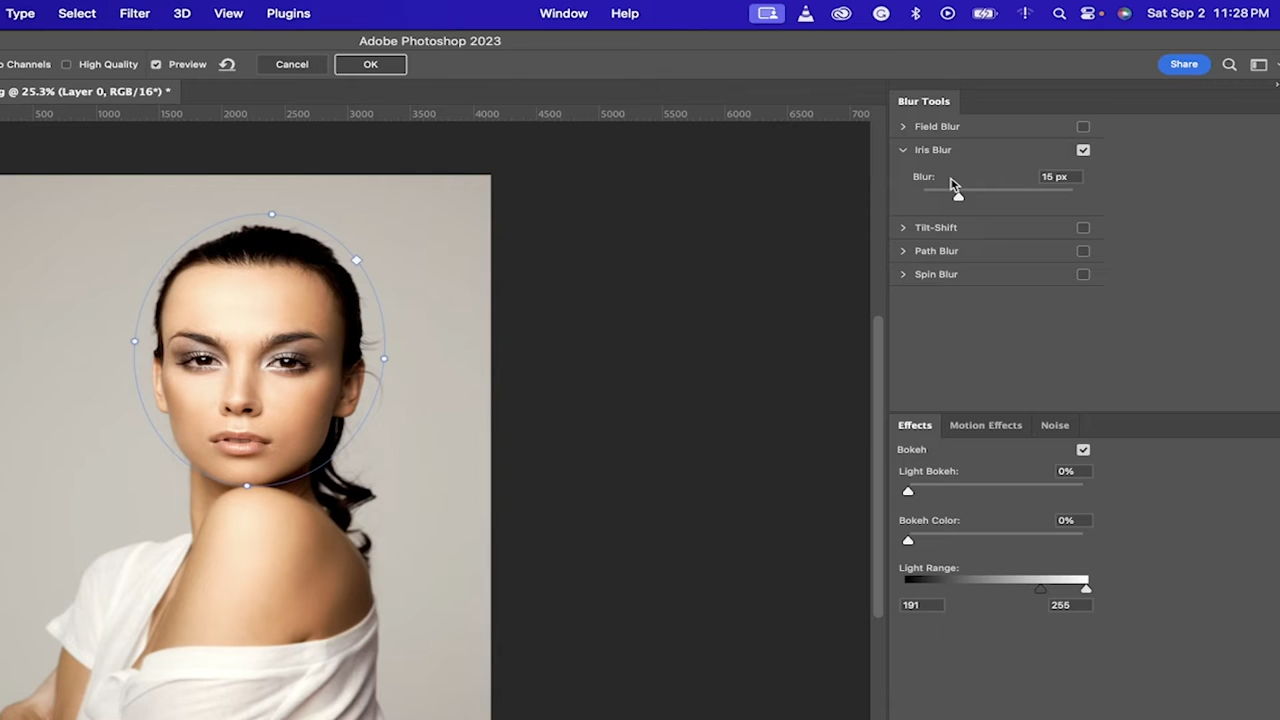 Type Select Filter 3D View Plugins Window Help Sat Sep 2 11:28 PM
Adobe Photoshop 2023
o Channels High Quality Preview Cancel OK Share
g @ 25.3% (Layer 0, RGB/16*) *
500 1000 1500 2000 2500 3000 3500 4000 4500 5000 5500 6000 6500 700
Blur Tools
Field Blur
Iris Blur
Blur: 15 px
Tilt-Shift
Path Blur
Spin Blur
Effects Motion Effects Noise
Bokeh
Light Bokeh: 0%
Bokeh Color: 0%
Light Range:
191 255